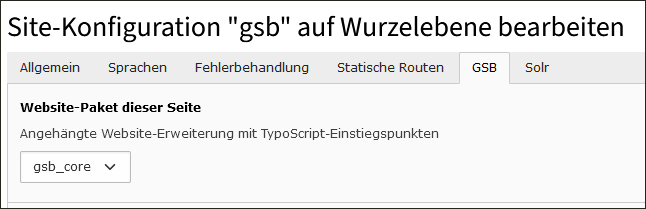 Site-Konfiguration "gsb" auf Wurzelebene bearbeiten
Allgemein Sprachen Fehlerbehandlung Statische Routen GSB Solr
Website-Paket dieser Seite
Angehängte Website-Erweiterung mit TypoScript-Einstiegspunkten
gsb_core